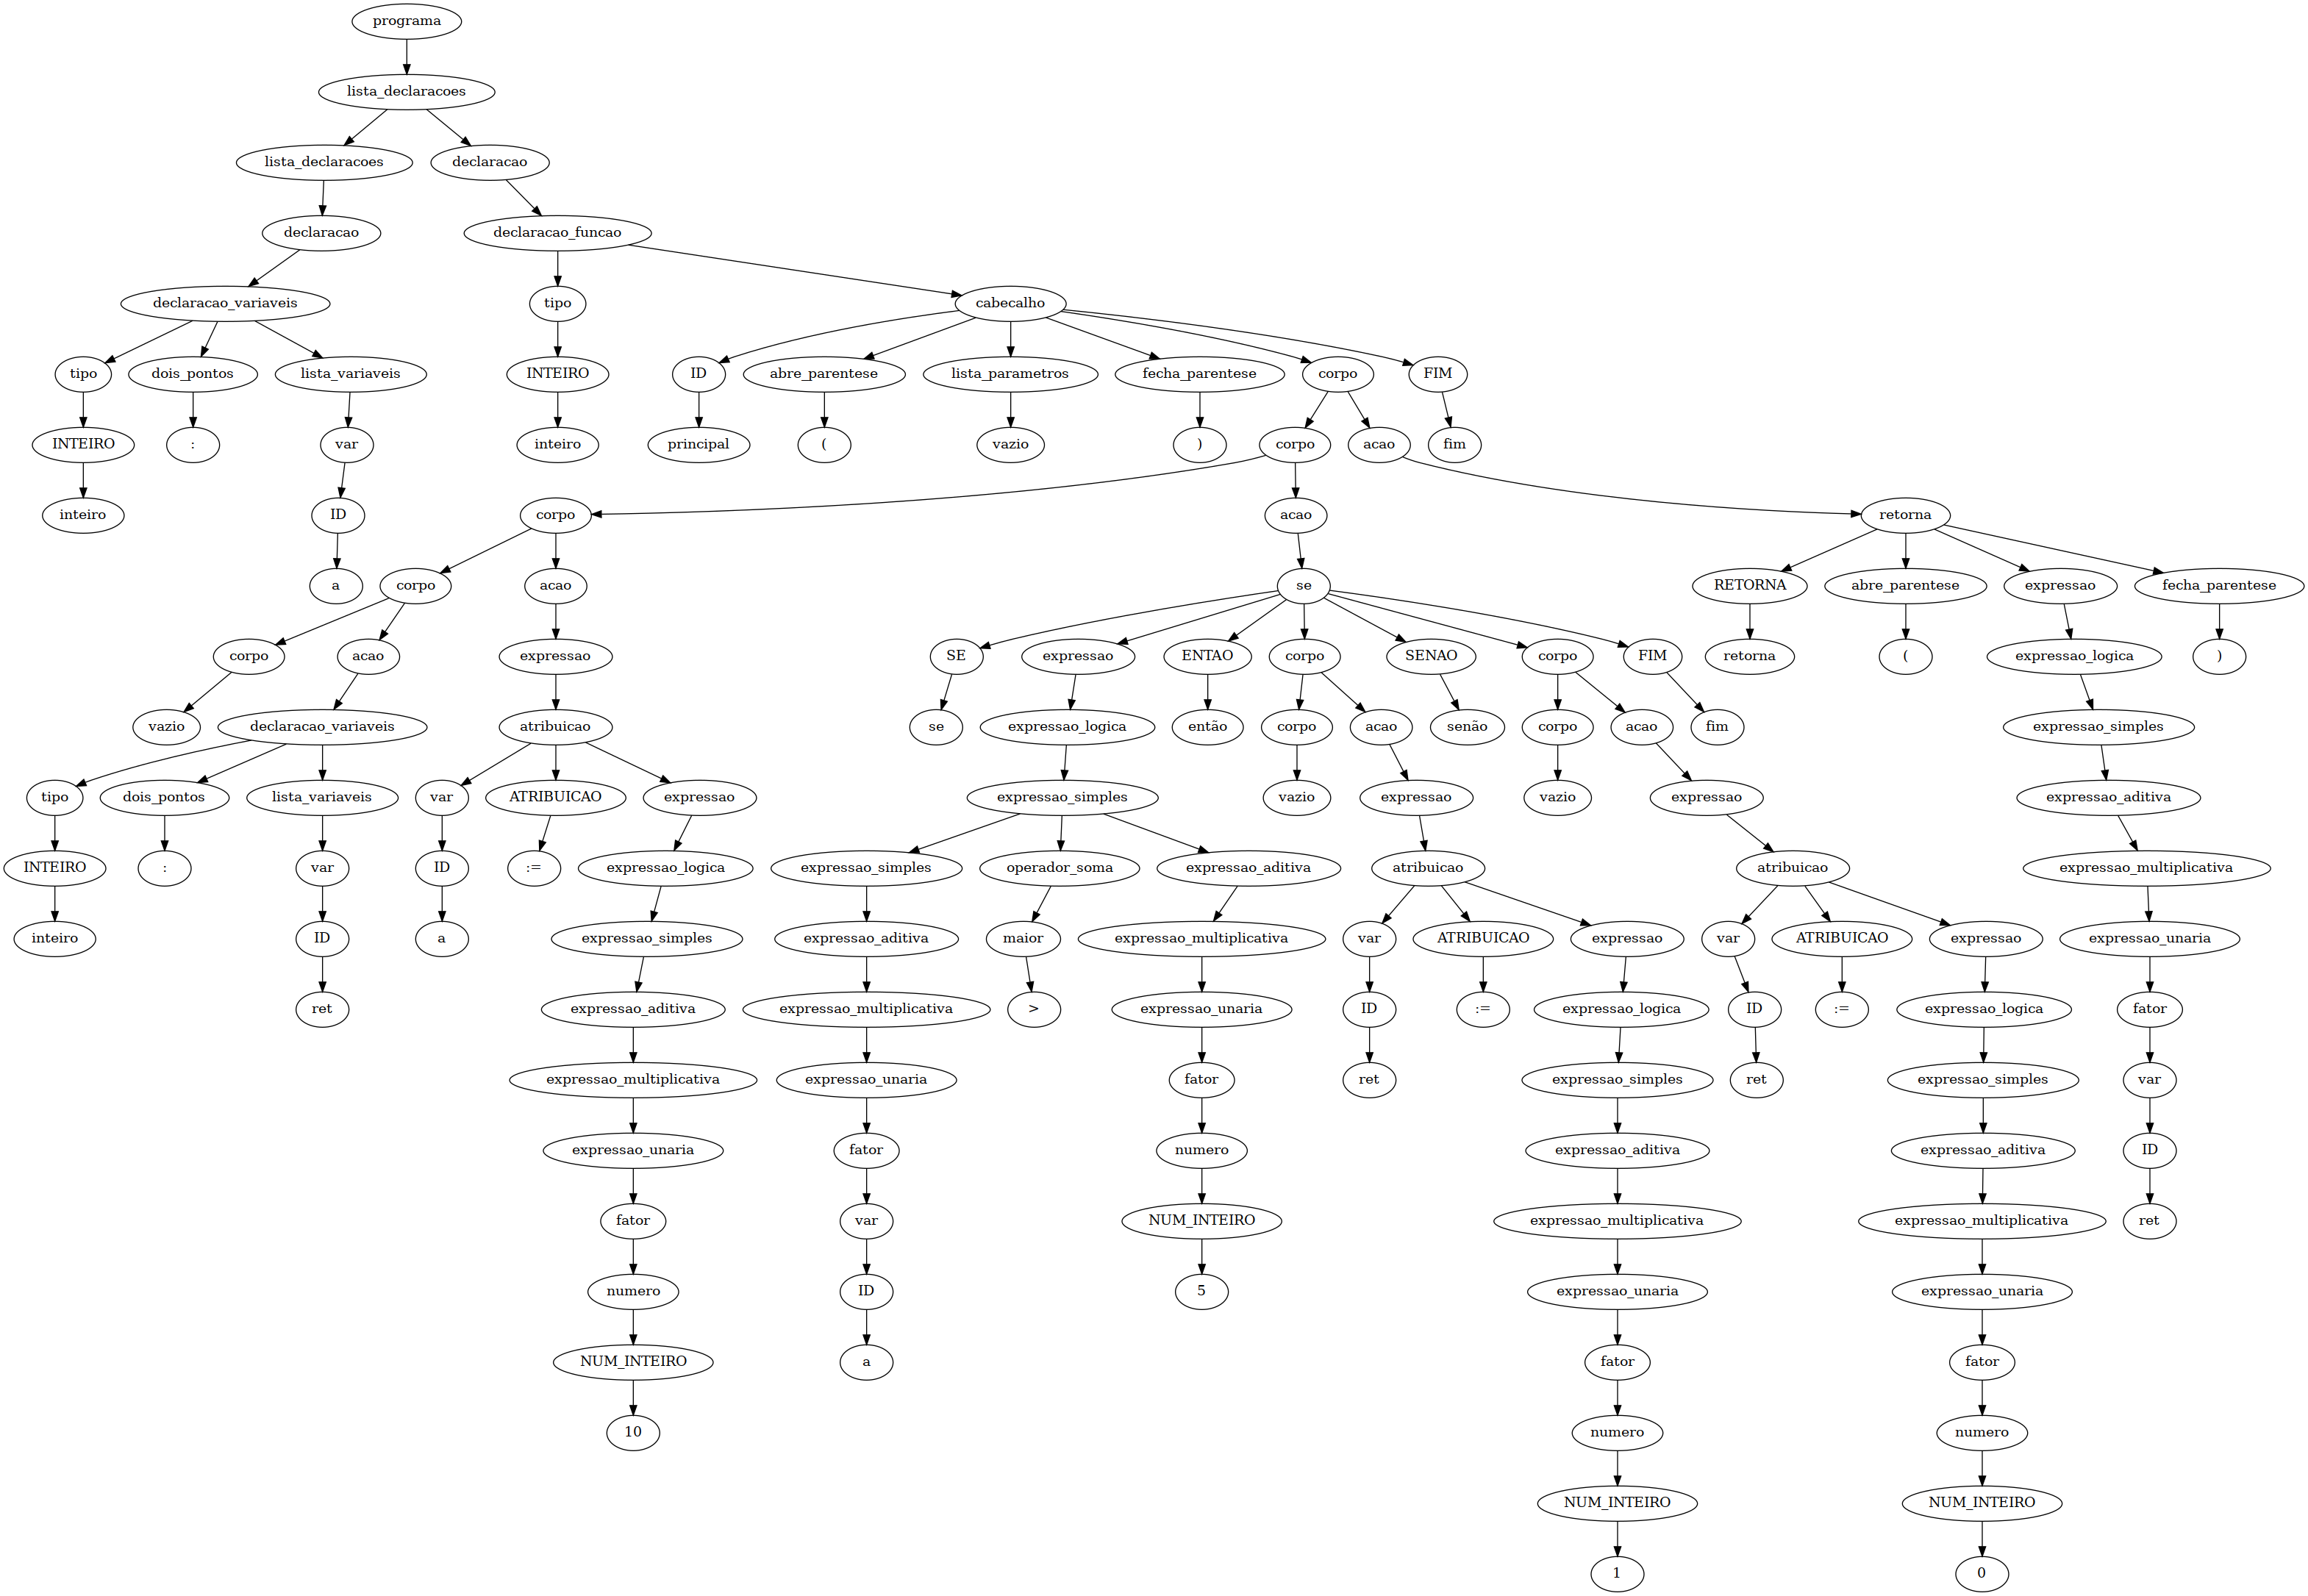 programa
lista_declaracoes
lista_declaracoes declaracao
declaracao declaracao_funcao
declaracao_variaveis tipo cabecalho
tipo dois_pontos lista_variaveis INTEIRO ID abre_parentese lista_parametros fecha_parentese corpo FIM
INTEIRO : var inteiro principal ( vazio ) corpo acao fim
inteiro ID corpo acao retorna
a corpo acao se RETORNA abre_parentese expressao fecha_parentese
corpo acao expressao SE expressao ENTAO corpo SENAO corpo FIM retorna ( expressao_logica )
vazio declaracao_variaveis atribuicao se expressao_logica então corpo acao senão corpo acao fim expressao_simples
tipo dois_pontos lista_variaveis var ATRIBUICAO expressao expressao_simples vazio expressao vazio expressao expressao_aditiva
INTEIRO : var ID := expressao_logica expressao_simples operador_soma expressao_aditiva atribuicao atribuicao expressao_multiplicativa
inteiro ID a expressao_simples expressao_aditiva maior expressao_multiplicativa var ATRIBUICAO expressao var ATRIBUICAO expressao expressao_unaria
ret expressao_aditiva expressao_multiplicativa > expressao_unaria ID := expressao_logica ID := expressao_logica fator
expressao_multiplicativa expressao_unaria fator ret expressao_simples ret expressao_simples var
expressao_unaria fator numero expressao_aditiva expressao_aditiva ID
fator var NUM_INTEIRO expressao_multiplicativa expressao_multiplicativa ret
numero ID 5 expressao_unaria expressao_unaria
NUM_INTEIRO a fator fator
10 numero numero
NUM_INTEIRO NUM_INTEIRO
1 0